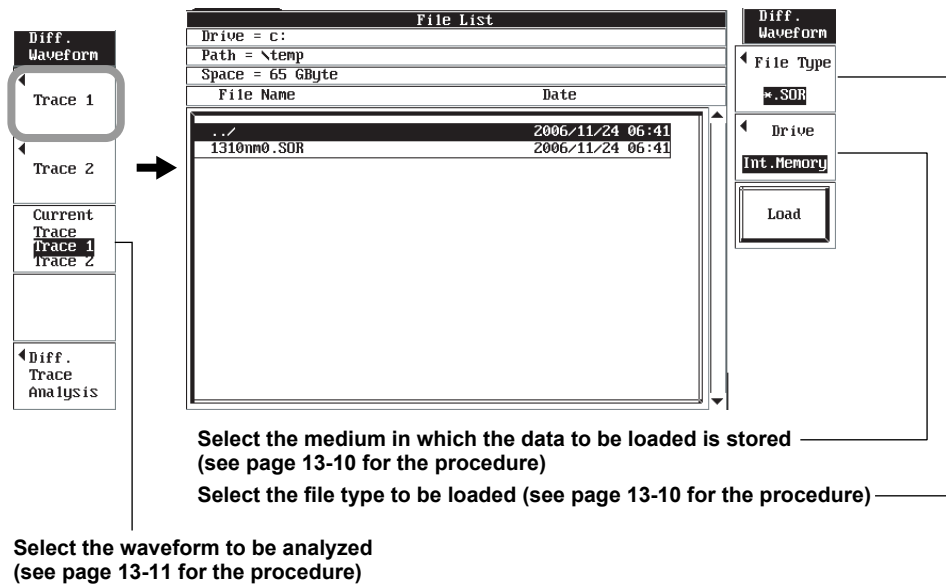 Diff.
Waveform
Trace 1
Trace 2
Current
Trace
Trace 1
Trace 2
Diff.
Trace
Analysis
File List
Drive = c:
Path = \temp
Space = 65 GByte
File Name Date
../ 2006/11/24 06:41
1310nm0.SOR 2006/11/24 06:41
Diff.
Waveform
File Type
*.SOR
Drive
Int.Memory
Load
Select the medium in which the data to be loaded is stored
(see page 13-10 for the procedure)
Select the file type to be loaded (see page 13-10 for the procedure)
Select the waveform to be analyzed
(see page 13-11 for the procedure)